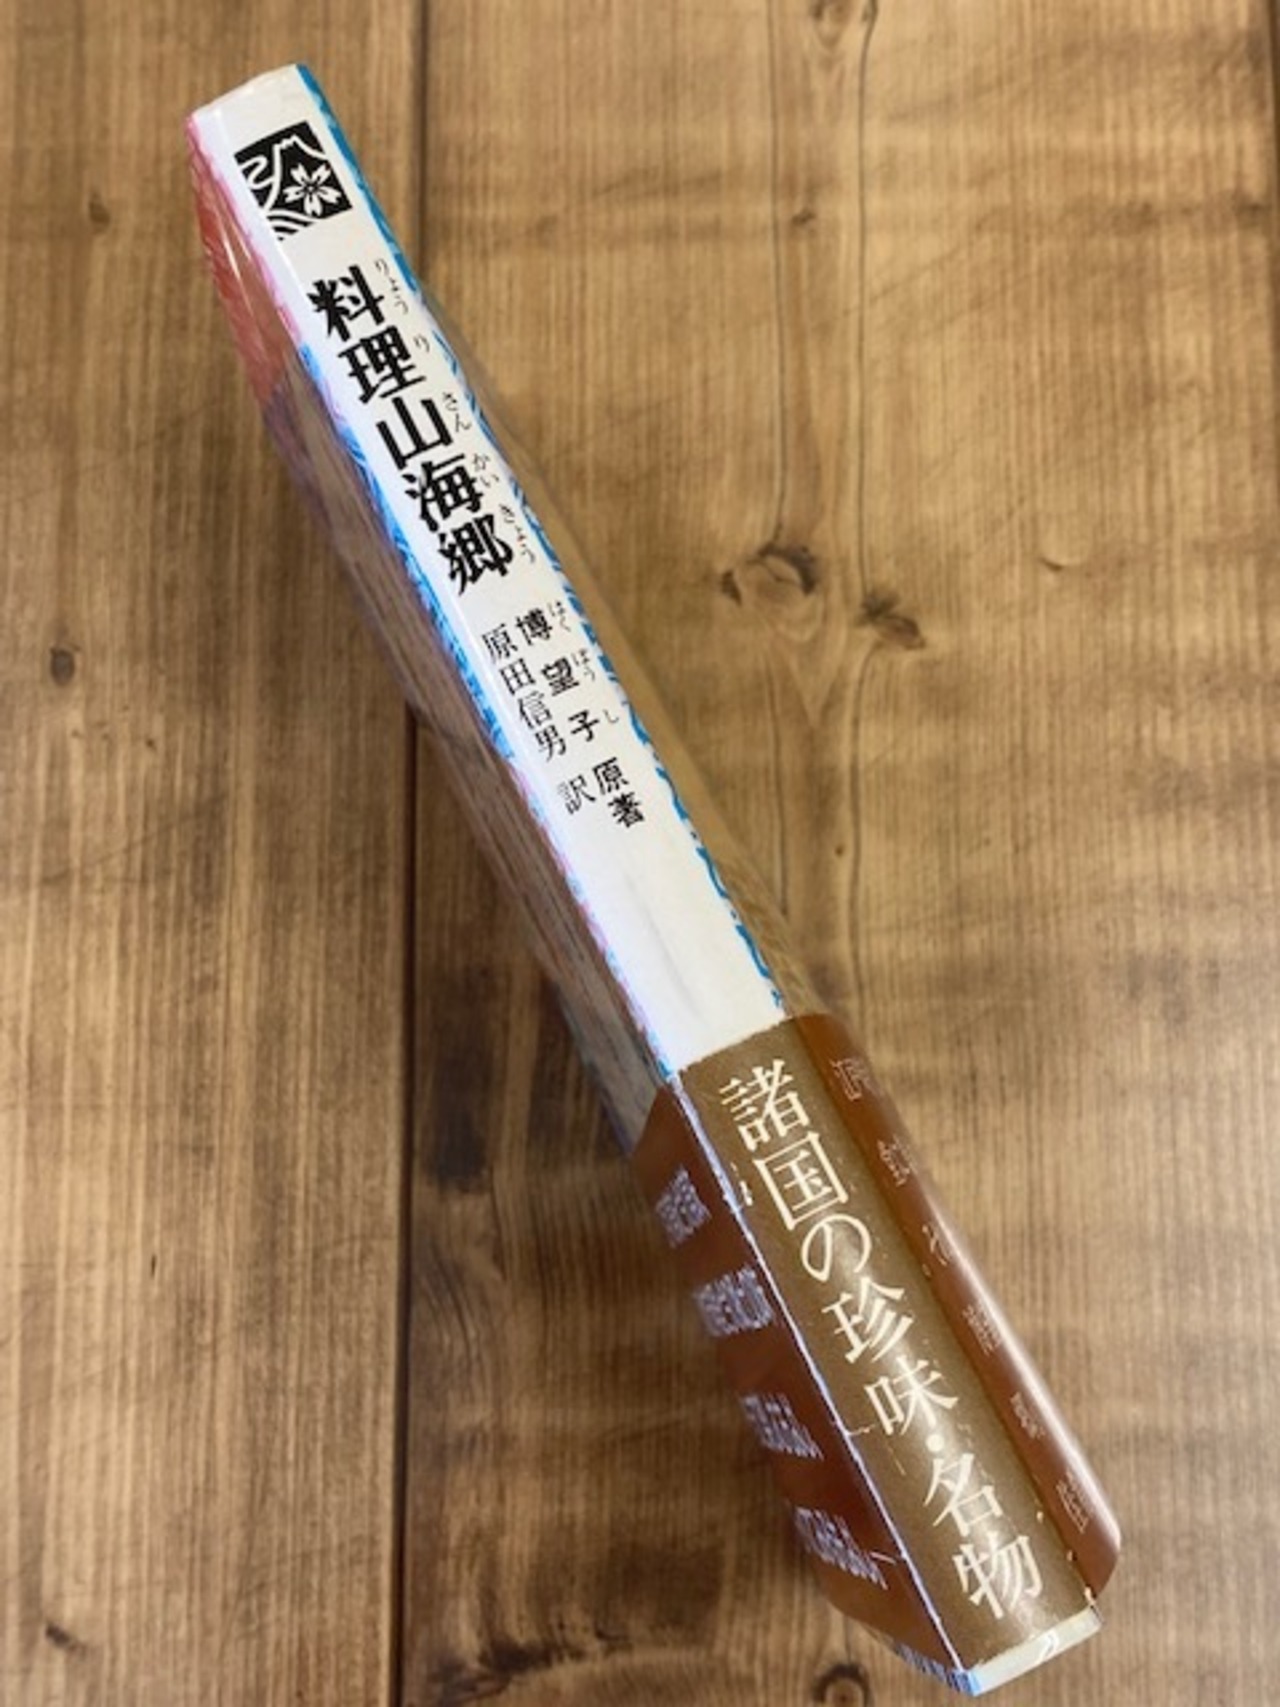 料理山海郷
りょうりさんかいきょう
博望子 原著
はくぼうし
原田信男 訳
諸国の珍味・名物